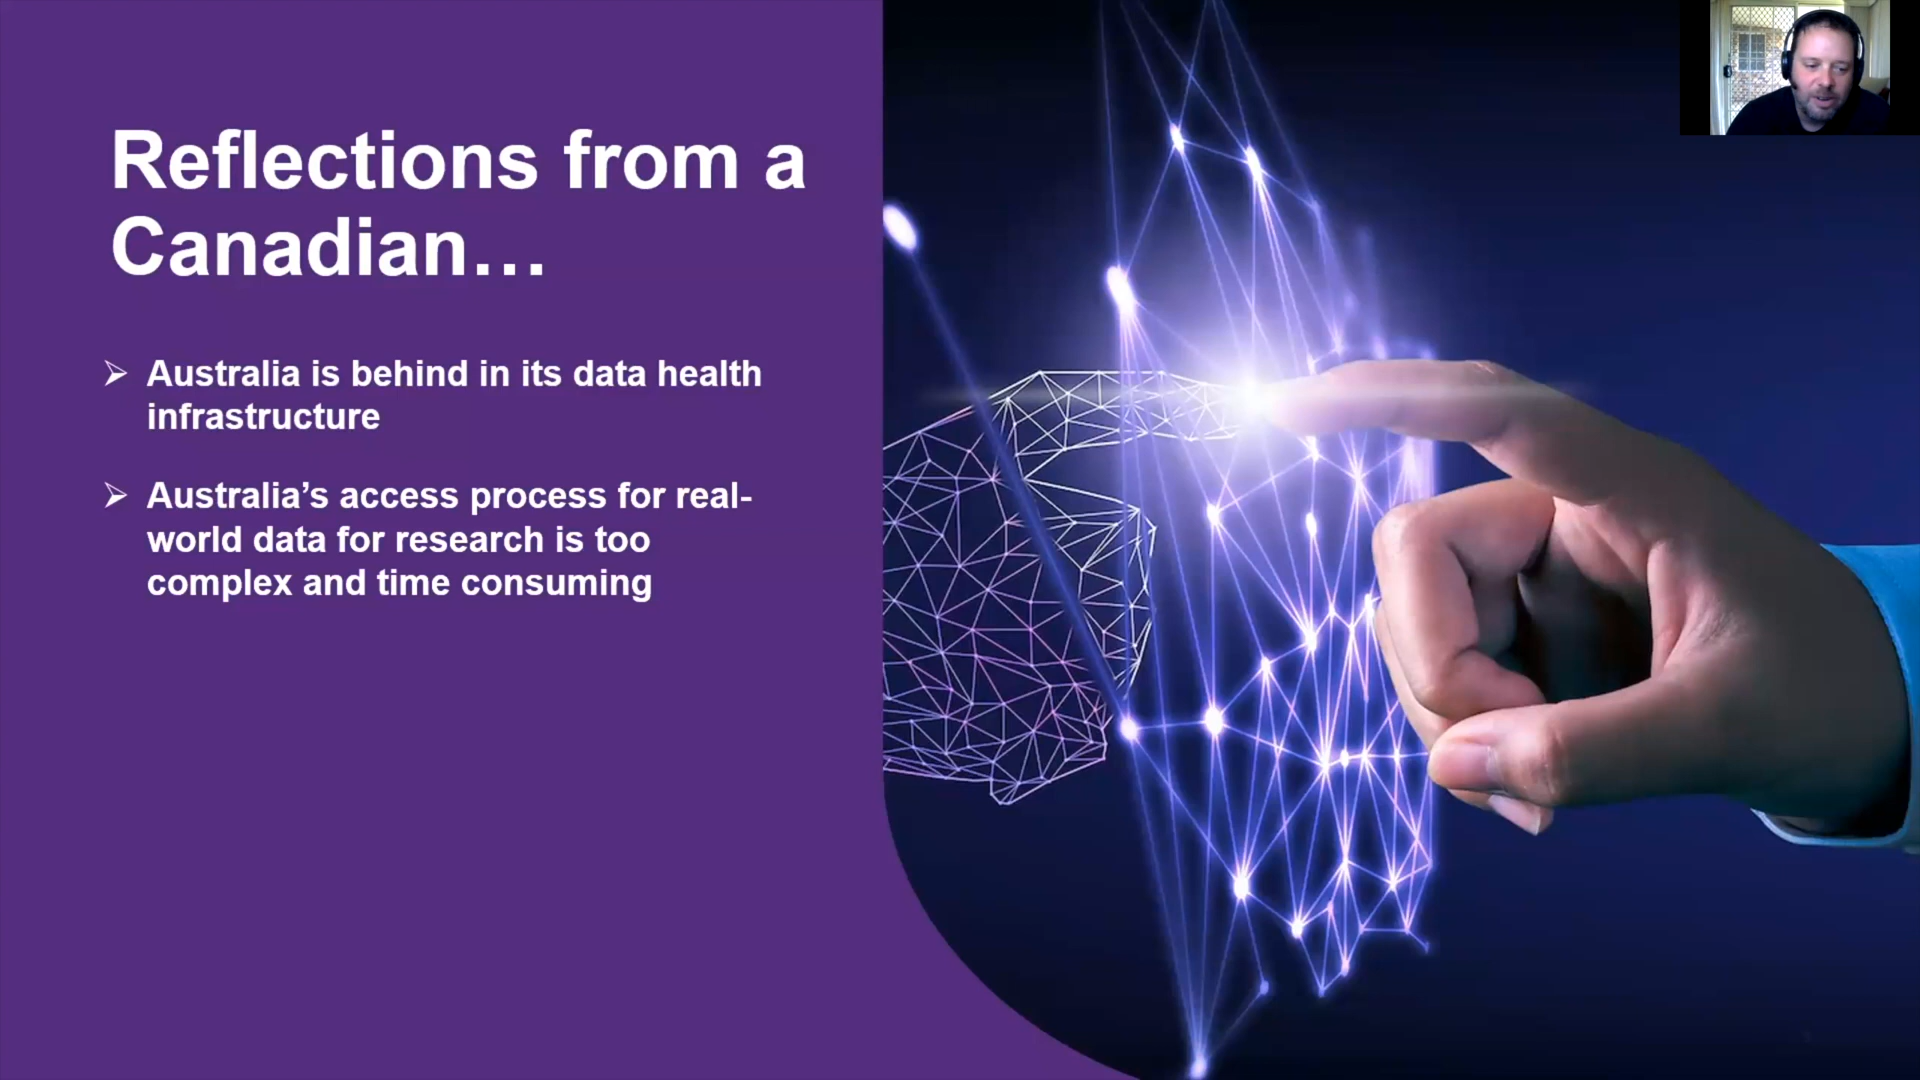 Reflections from a
Canadian…
➢ Australia is behind in its data health
infrastructure
➢ Australia’s access process for real-
world data for research is too
complex and time consuming